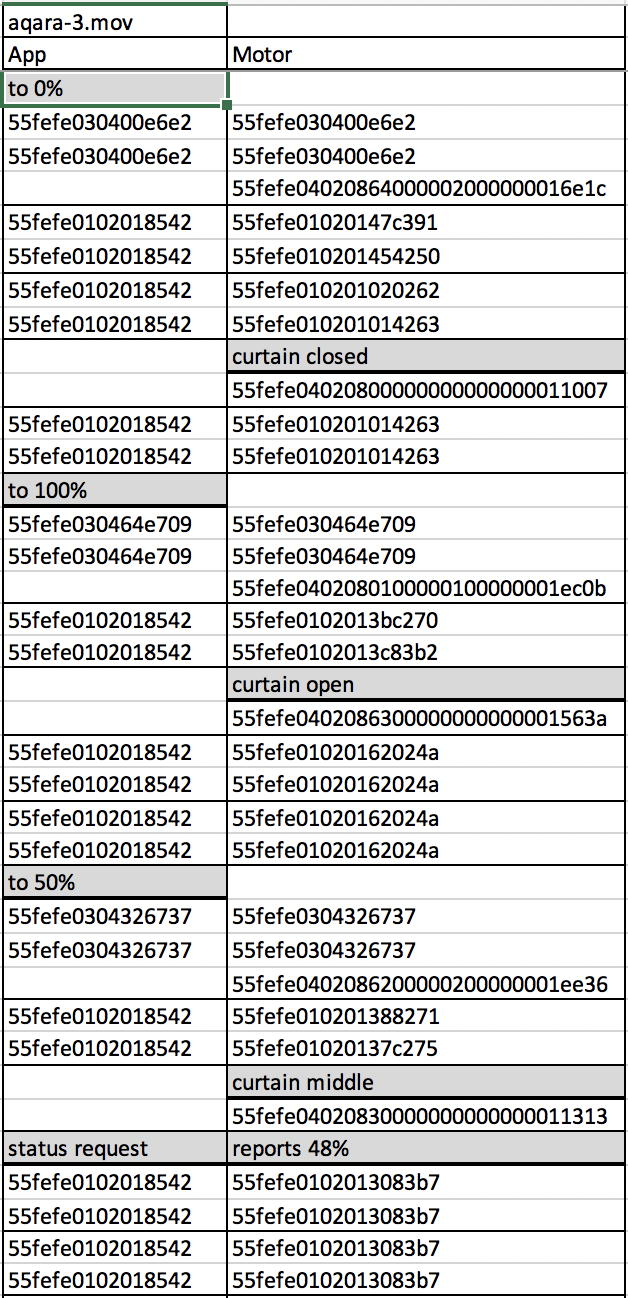 aqara-3.mov
App Motor
to 0%
55fefe030400e6e2 55fefe030400e6e2
55fefe030400e6e2 55fefe030400e6e2
55fefe04020864000002000000016e1c
55fefe0102018542 55fefe01020147c391
55fefe0102018542 55fefe010201454250
55fefe0102018542 55fefe010201020262
55fefe0102018542 55fefe010201014263
curtain closed
55fefe04020800000000000000011007
55fefe0102018542 55fefe010201014263
55fefe0102018542 55fefe010201014263
to 100%
55fefe030464e709 55fefe030464e709
55fefe030464e709 55fefe030464e709
55fefe0402080100000100000001ec0b
55fefe0102018542 55fefe0102013bc270
55fefe0102018542 55fefe0102013c83b2
curtain open
55fefe0402086300000000000001563a
55fefe0102018542 55fefe01020162024a
55fefe0102018542 55fefe01020162024a
55fefe0102018542 55fefe01020162024a
55fefe0102018542 55fefe01020162024a
to 50%
55fefe0304326737 55fefe0304326737
55fefe0304326737 55fefe0304326737
55fefe0402086200000200000001ee36
55fefe0102018542 55fefe010201388271
55fefe0102018542 55fefe01020137c275
curtain middle
55fefe04020830000000000000011313
status request reports 48%
55fefe0102018542 55fefe0102013083b7
55fefe0102018542 55fefe0102013083b7
55fefe0102018542 55fefe0102013083b7
55fefe0102018542 55fefe0102013083b7